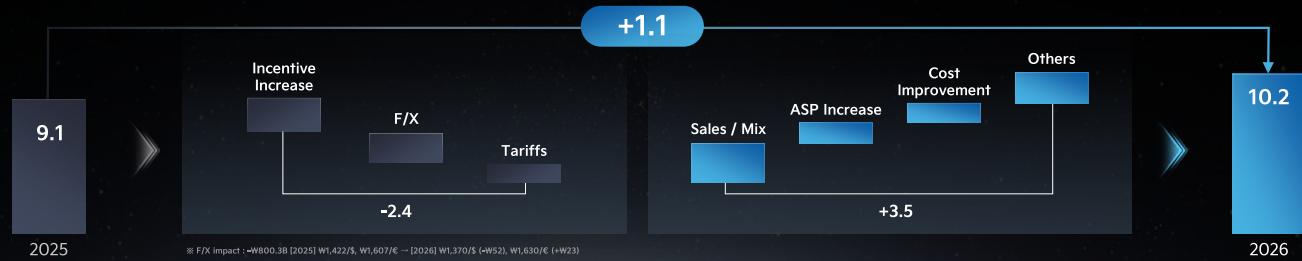 +1.1
9.1
2025
Incentive
Increase
F/X
Tariffs
-2.4
Sales / Mix
ASP Increase
Cost
Improvement
Others
+3.5
10.2
2026
※ F/X impact : -₩800.3B [2025] ₩1,422/$, ₩1,607/€ → [2026] ₩1,370/$ (-₩52), ₩1,630/€ (+₩23)